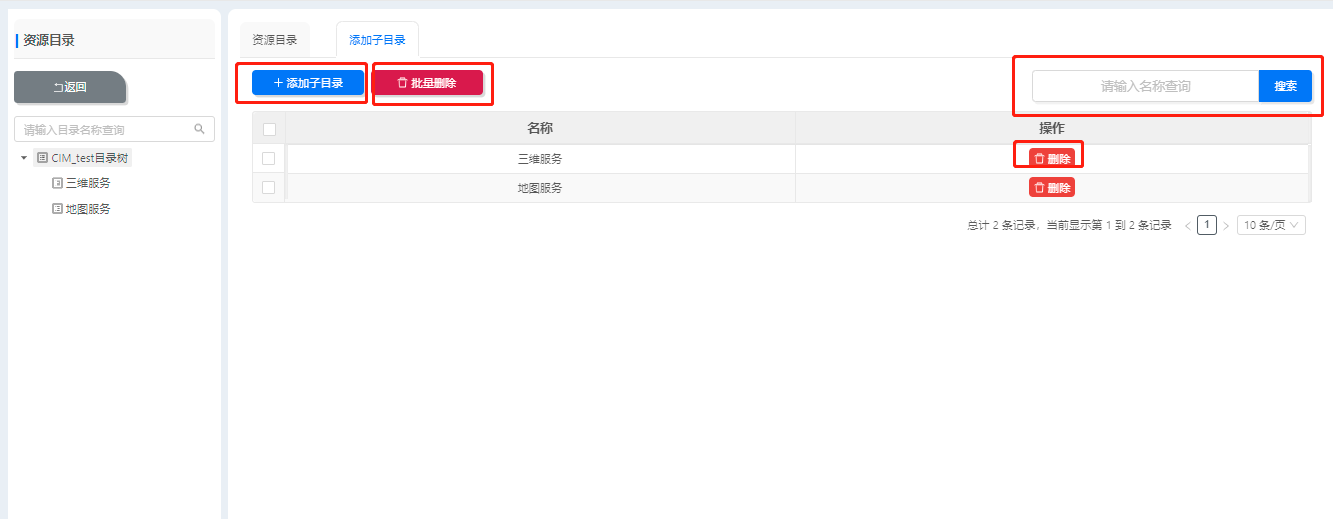 资源目录
返回
请输入目录名称查询
CIM_test目录树
三维服务
地图服务
资源目录
添加子目录
添加子目录
批量删除
请输入名称查询
搜索
名称
操作
三维服务
删除
地图服务
删除
总计 2 条记录，当前显示第 1 到 2 条记录
1
10 条/页